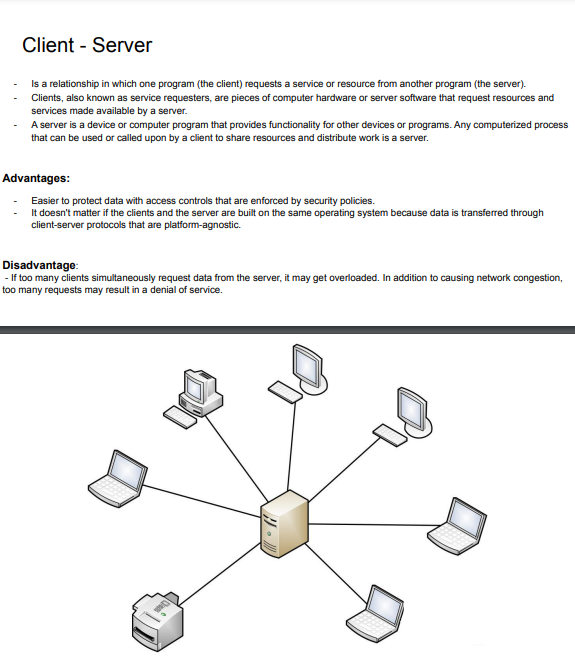 Client - Server
- Is a relationship in which one program (the client) requests a service or resource from another program (the server).
- Clients, also known as service requesters, are pieces of computer hardware or server software that request resources and
services made available by a server.
- A server is a device or computer program that provides functionality for other devices or programs. Any computerized process
that can be used or called upon by a client to share resources and distribute work is a server.
Advantages:
- Easier to protect data with access controls that are enforced by security policies.
- It doesn't matter if the clients and the server are built on the same operating system because data is transferred through
client-server protocols that are platform-agnostic.
Disadvantage:
- If too many clients simultaneously request data from the server, it may get overloaded. In addition to causing network congestion,
too many requests may result in a denial of service.